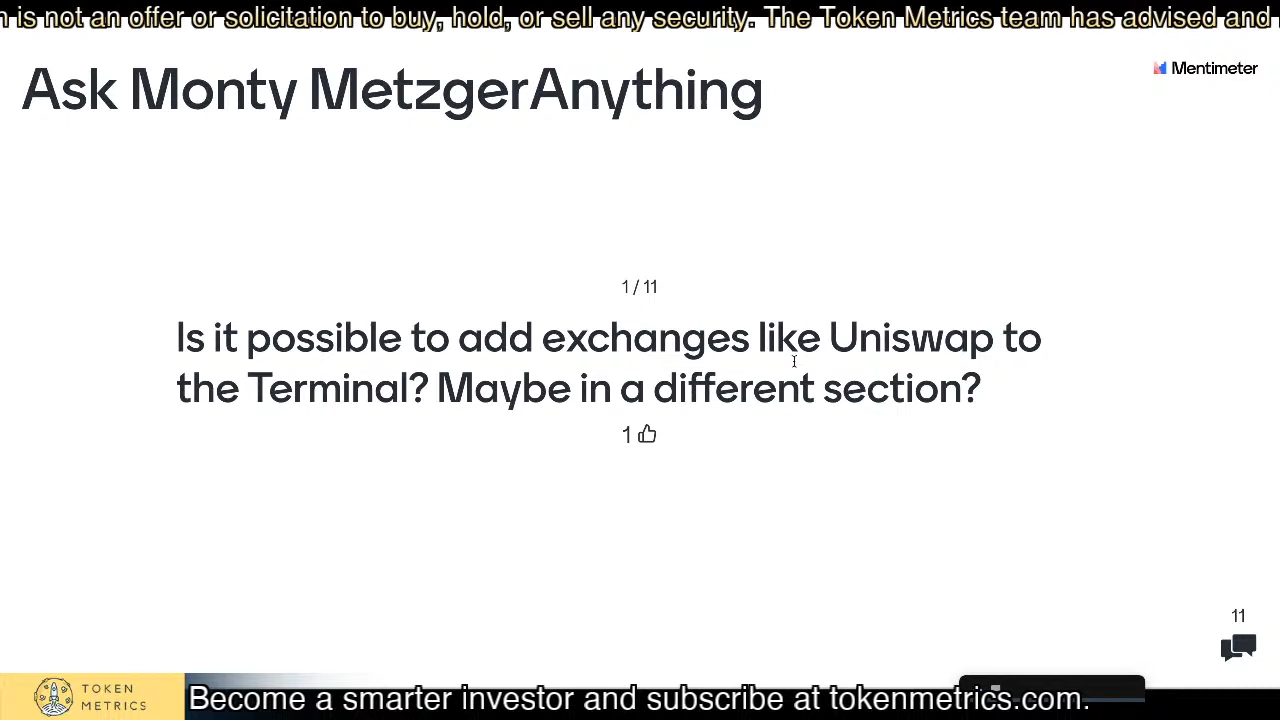 n is not an offer or solicitation to buy, hold, or sell any security. The Token Metrics team has advised and
Ask Monty MetzgerAnything
Mentimeter
1 / 11
Is it possible to add exchanges like Uniswap to
the Terminal? Maybe in a different section?
1
11
TOKEN
METRICS
Become a smarter investor and subscribe at tokenmetrics.com.